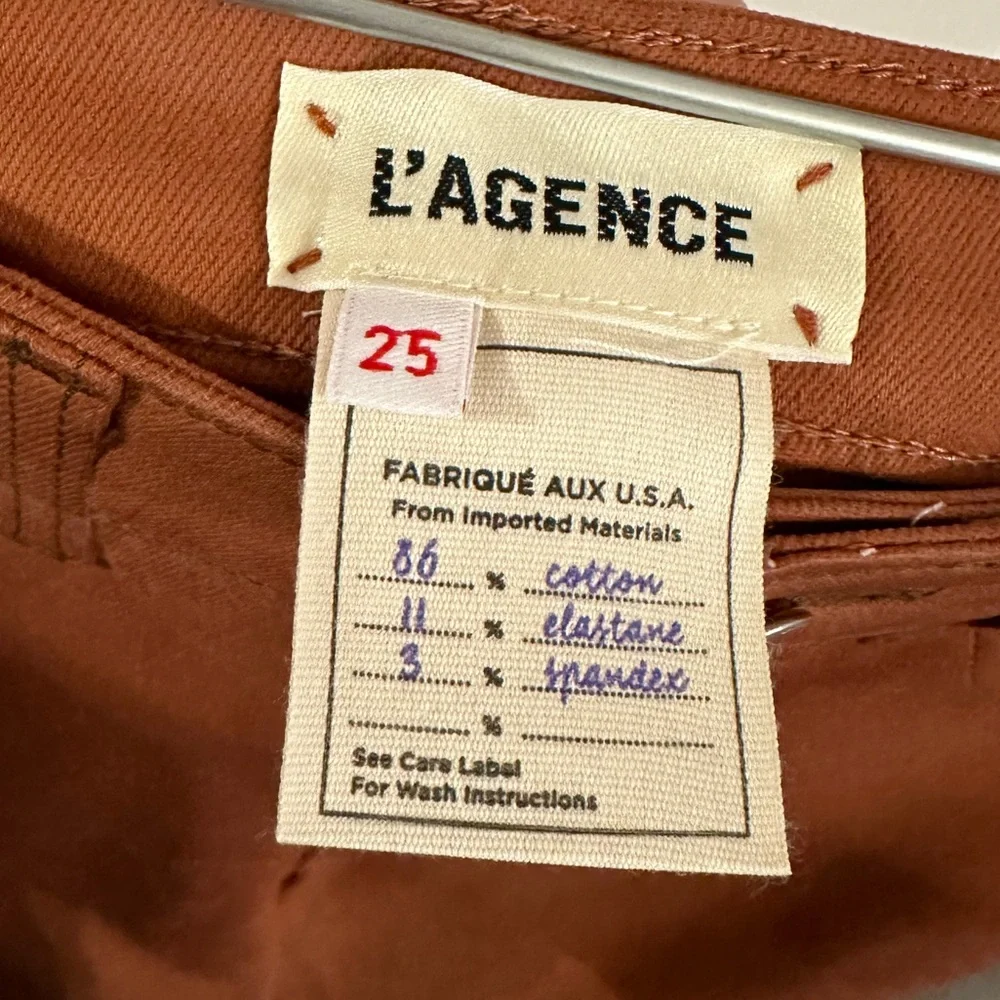 L'AGENCE
25
FABRIQUÉ AUX U.S.A.
From Imported Materials
86 % cotton
11 % elastane
3 % spandex
%
See Care Label
For Wash Instructions